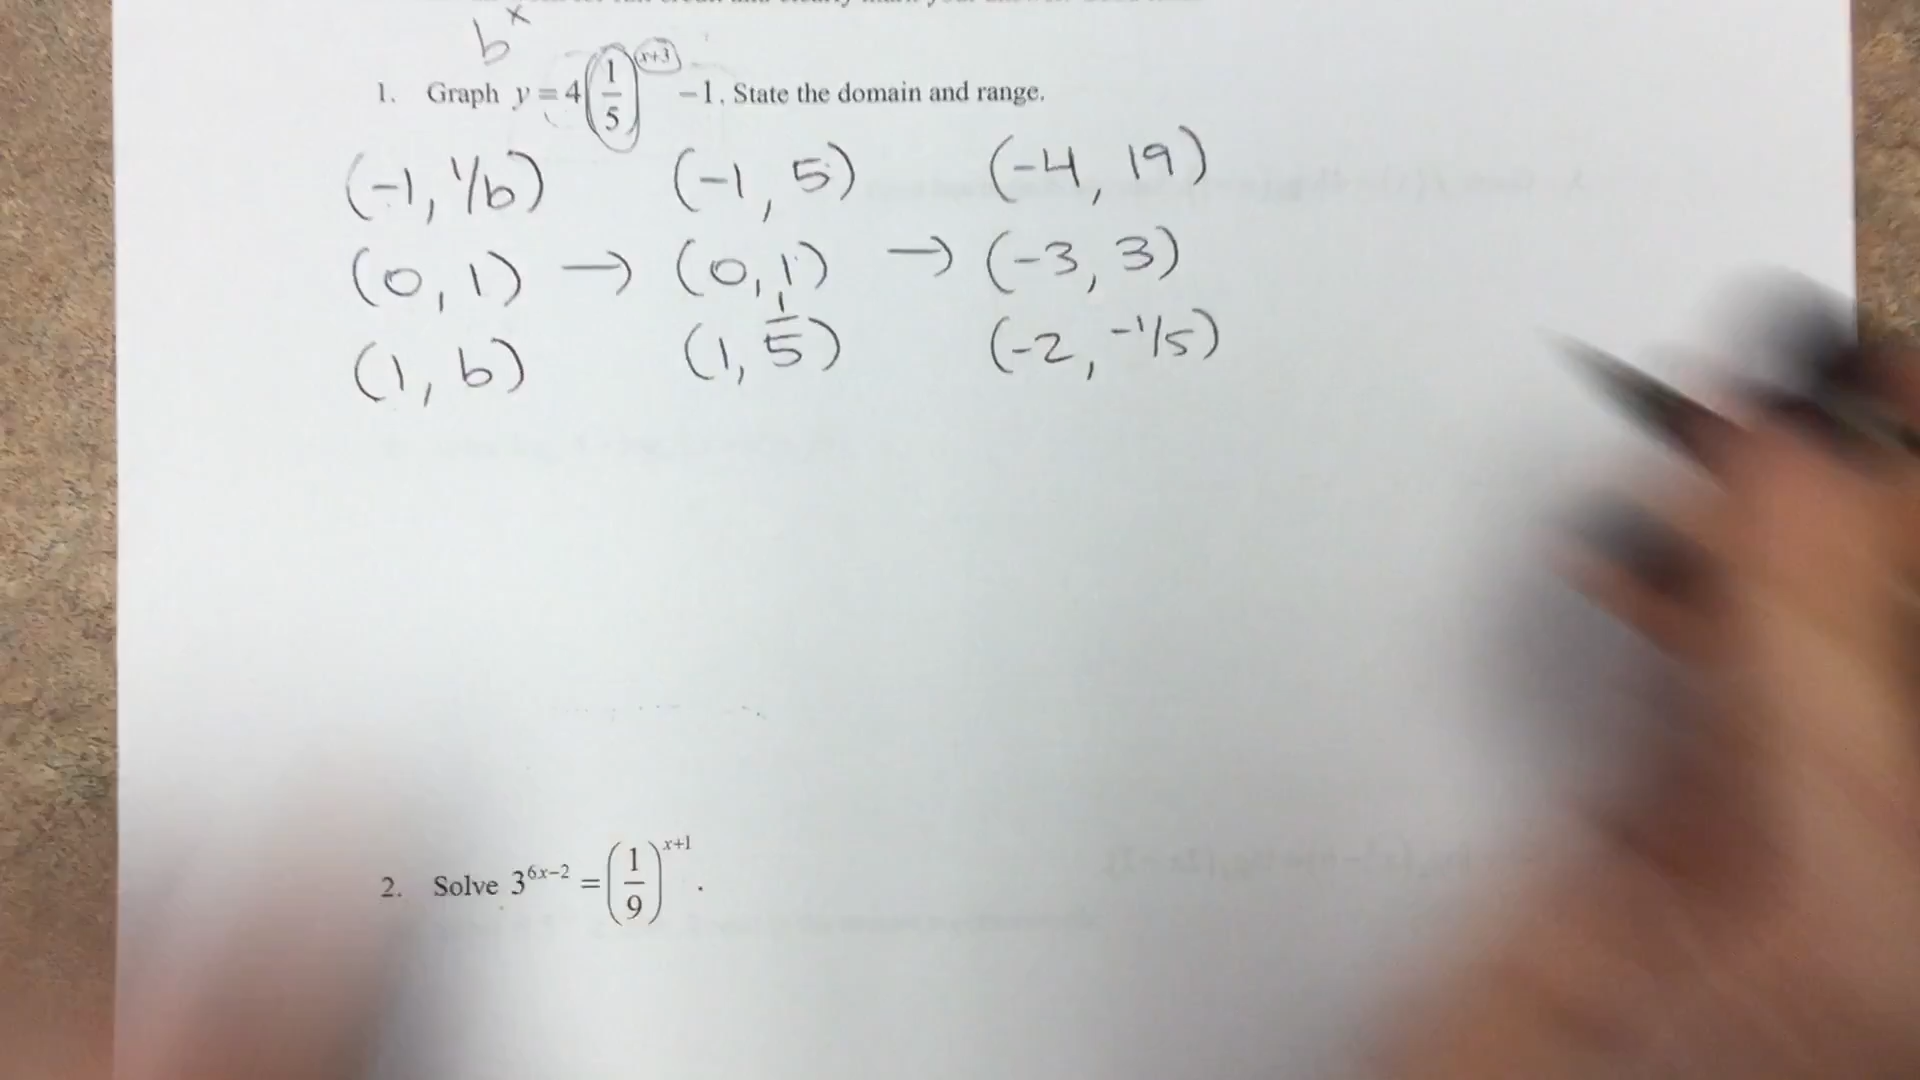 b^x
1. Graph y = 4(1/5)^(x+3) − 1. State the domain and range.
(-1, 1/b) (-1, 5) (-4, 19)
(0, 1) → (0, 1) → (-3, 3)
(1, b) (1, 1/5) (-2, -1/5)
2. Solve 3^(6x−2) = (1/9)^(x+1).